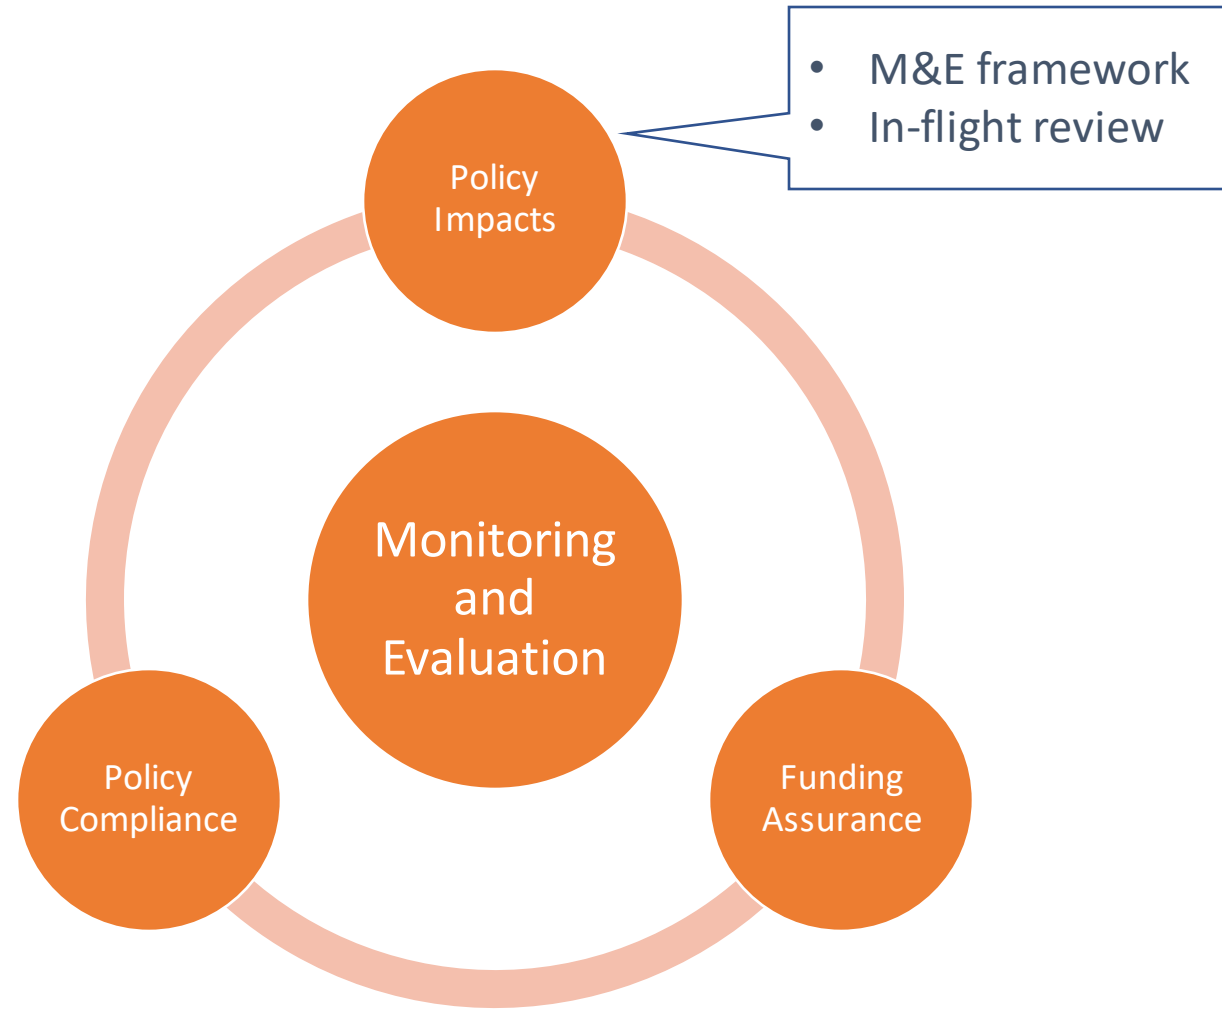 • M&E framework
• In-flight review
Policy
Impacts
Monitoring
and
Evaluation
Policy
Compliance
Funding
Assurance